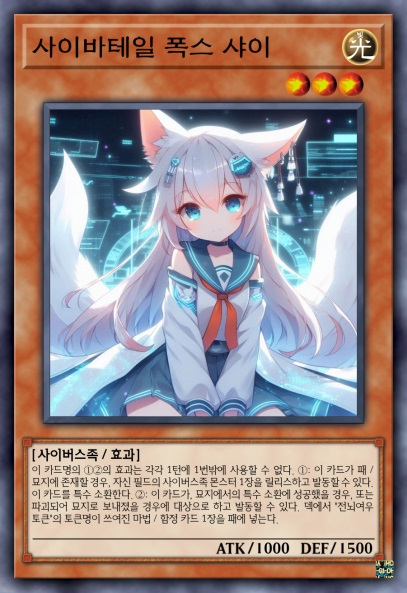 사이바테일 폭스 샤이
光
[사이버스족 / 효과]
이 카드명의 ①②의 효과는 각각 1턴에 1번밖에 사용할 수 없다. ①: 이 카드가 패 /
묘지에 존재할 경우, 자신 필드의 사이버스족 몬스터 1장을 릴리스하고 발동할 수 있다.
이 카드를 특수 소환한다. ②: 이 카드가, 묘지에서의 특수 소환에 성공했을 경우, 또는
파괴되어 묘지로 보내졌을 경우에 대상으로 하고 발동할 수 있다. 덱에서 "전뇌여우
토큰"의 토큰명이 쓰여진 마법 / 함정 카드 1장을 패에 넣는다.
ATK/1000 DEF/1500